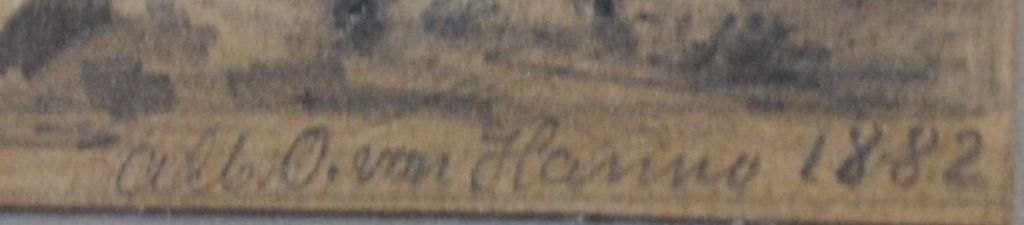 Alb. O. von Hanno 1882